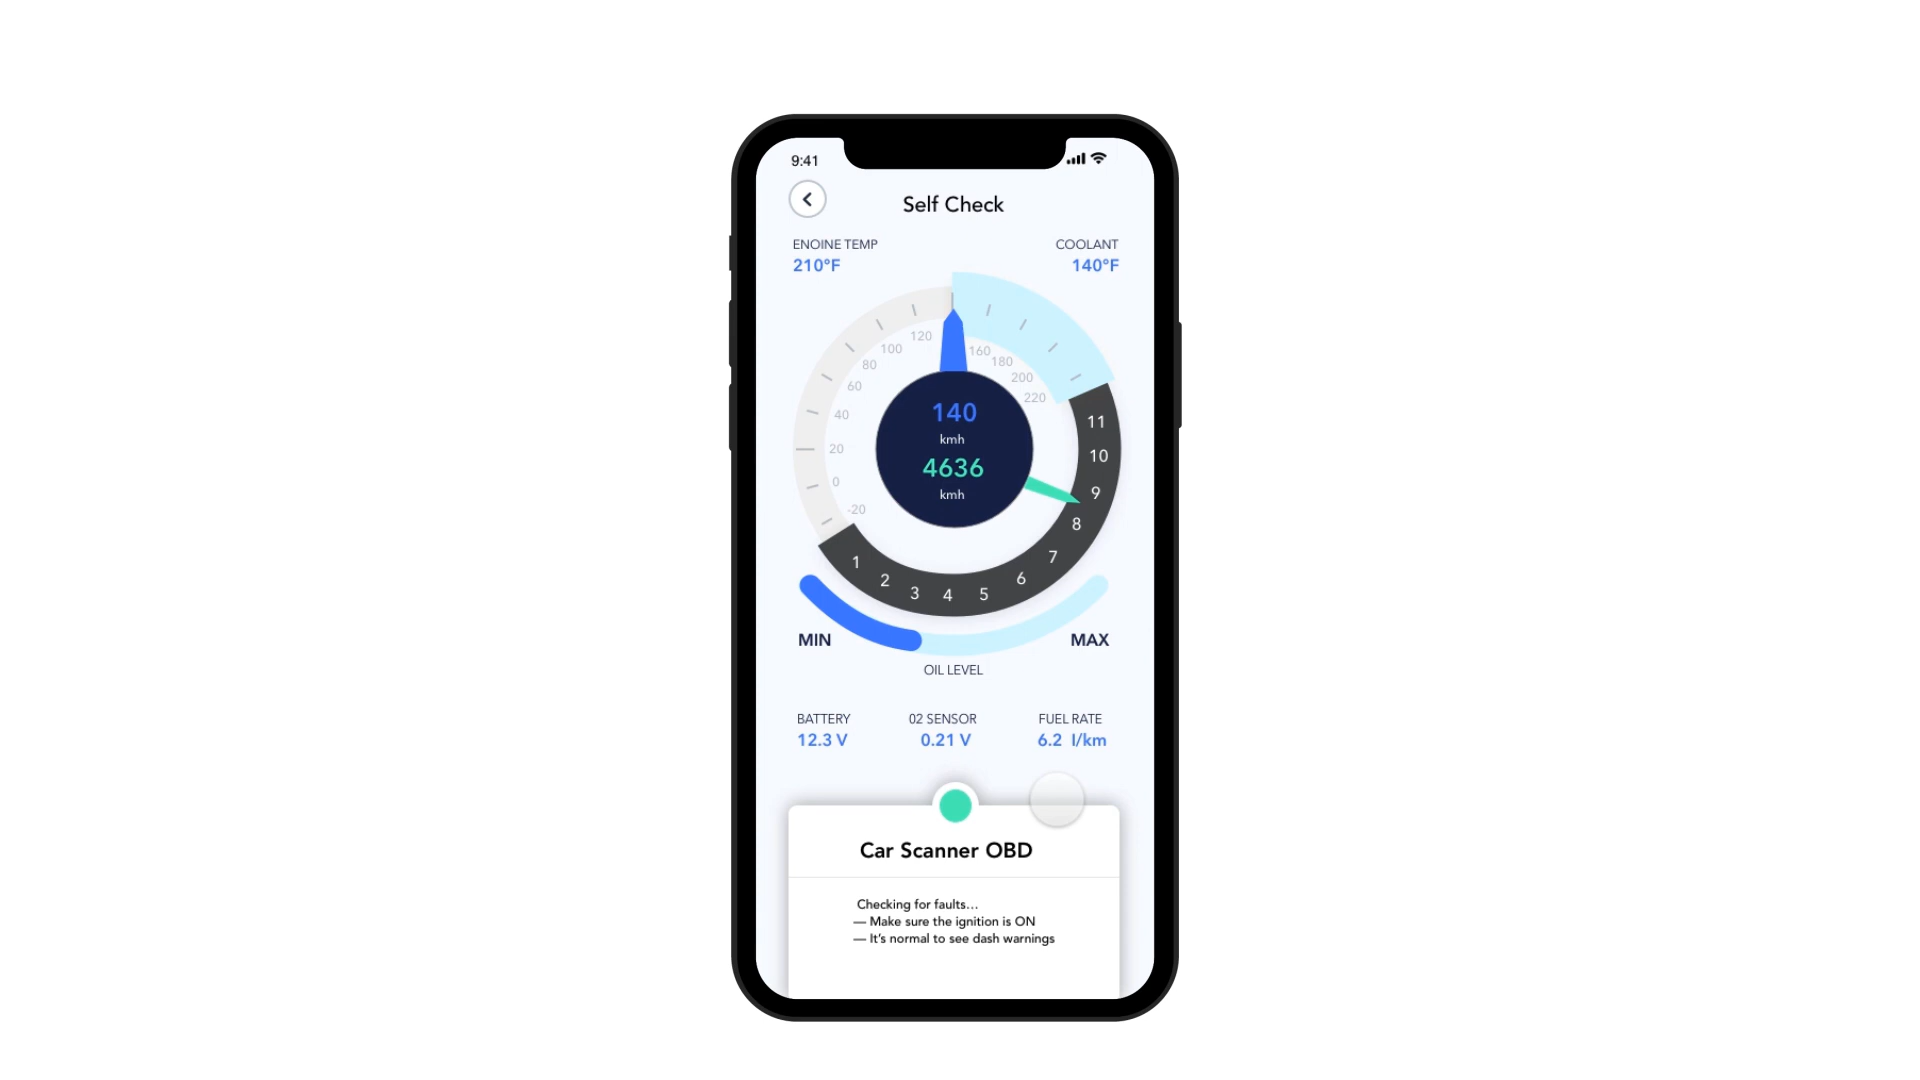 9:41
Self Check
ENOINE TEMP
COOLANT
210°F
140°F
120
100
80
60
40
20
0
-20
160
180
200
220
140
kmh
4636
kmh
11
10
9
8
7
6
5
4
3
2
1
MIN
MAX
OIL LEVEL
BATTERY
02 SENSOR
FUEL RATE
12.3 V
0.21 V
6.2 l/km
Car Scanner OBD
Checking for faults...
— Make sure the ignition is ON
— It's normal to see dash warnings